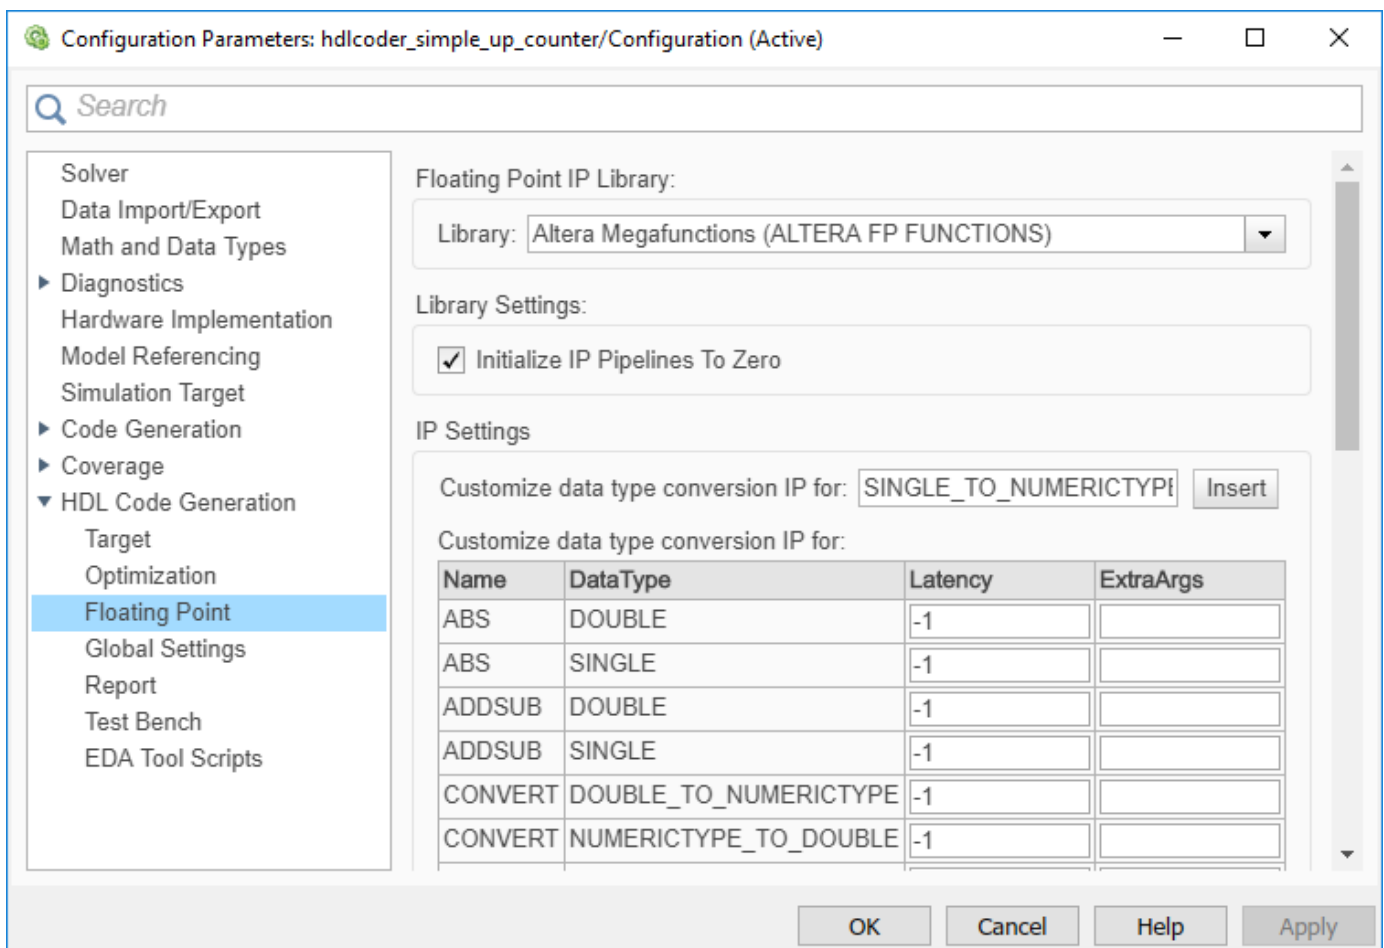 Configuration Parameters: hdlcoder_simple_up_counter/Configuration (Active)
Search
Solver
Data Import/Export
Math and Data Types
Diagnostics
Hardware Implementation
Model Referencing
Simulation Target
Code Generation
Coverage
HDL Code Generation
Target
Optimization
Floating Point
Global Settings
Report
Test Bench
EDA Tool Scripts
Floating Point IP Library:
Library: Altera Megafunctions (ALTERA FP FUNCTIONS)
Library Settings:
Initialize IP Pipelines To Zero
IP Settings
Customize data type conversion IP for: SINGLE_TO_NUMERICTYPE Insert
Customize data type conversion IP for:
Name DataType Latency ExtraArgs
ABS DOUBLE -1
ABS SINGLE -1
ADDSUB DOUBLE -1
ADDSUB SINGLE -1
CONVERT DOUBLE_TO_NUMERICTYPE -1
CONVERT NUMERICTYPE_TO_DOUBLE -1
OK Cancel Help Apply